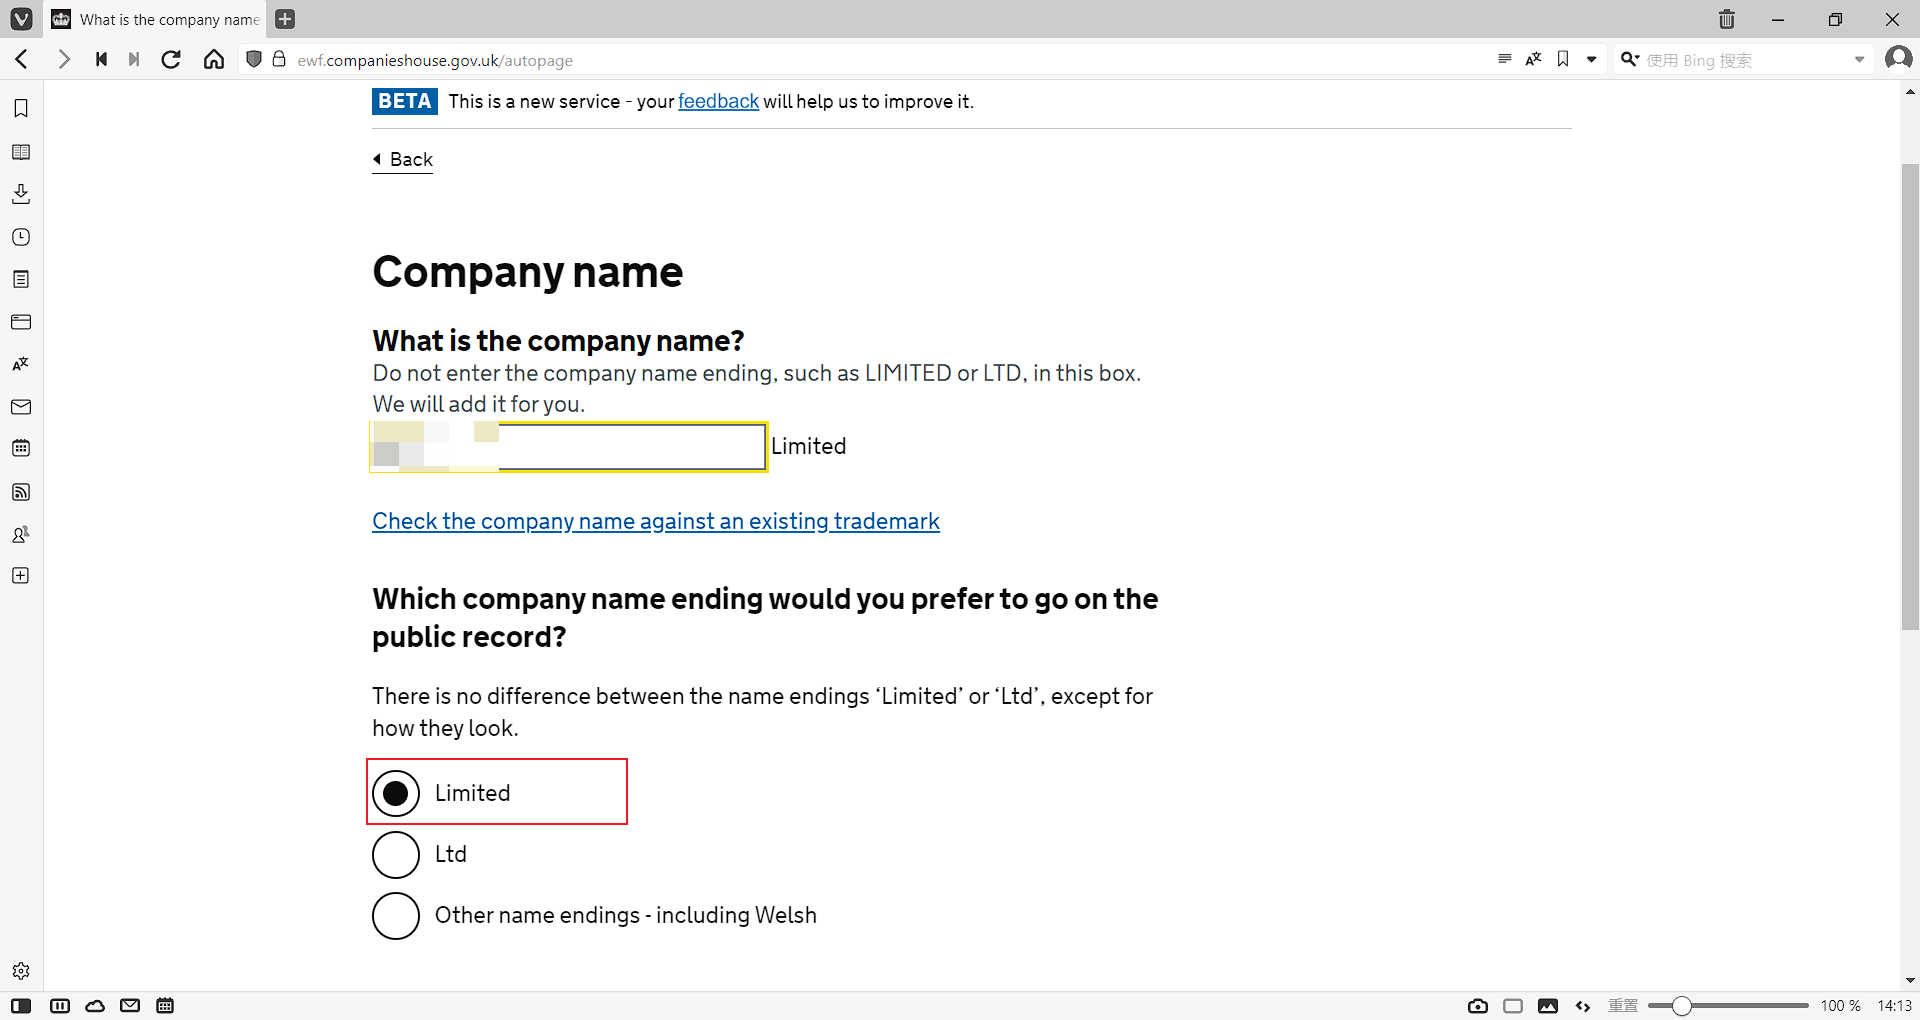 What is the company name
ewf.companieshouse.gov.uk/autopage
使用 Bing 搜索
BETA This is a new service - your feedback will help us to improve it.
Back
Company name
What is the company name?
Do not enter the company name ending, such as LIMITED or LTD, in this box.
We will add it for you.
Limited
Check the company name against an existing trademark
Which company name ending would you prefer to go on the
public record?
There is no difference between the name endings ‘Limited’ or ‘Ltd’, except for
how they look.
Limited
Ltd
Other name endings - including Welsh
重置 100 % 14:13